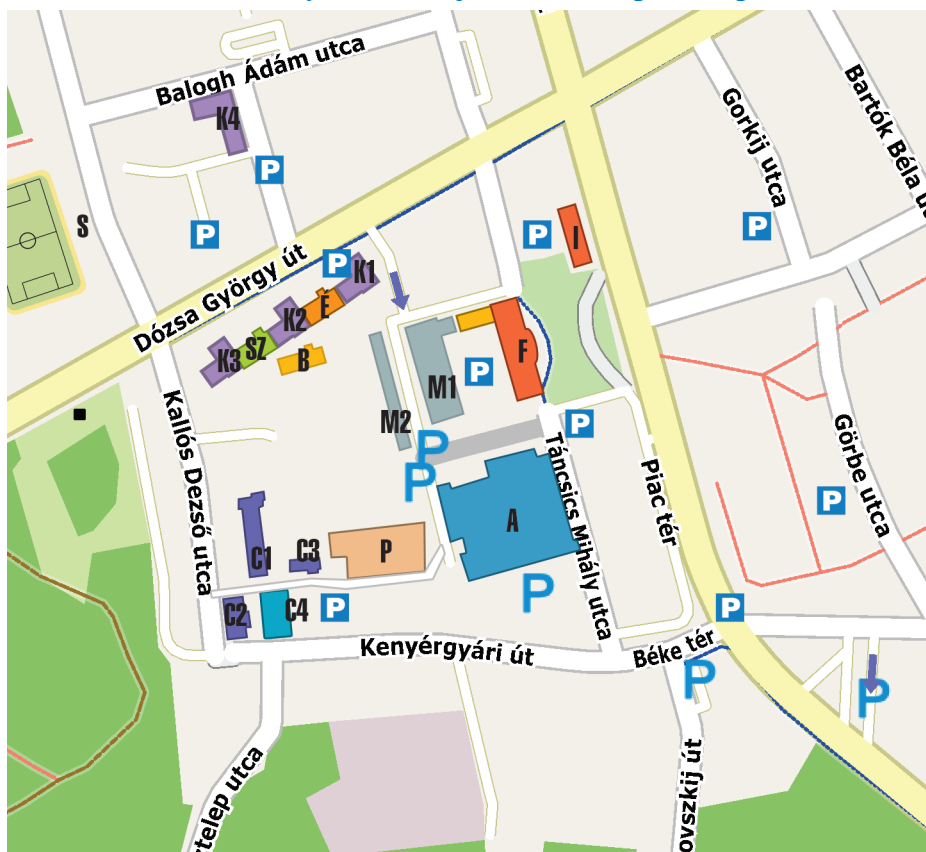 Balogh Ádám utca
K4
P
Gorkij utca
Bartók Béla u
S
P
P
P
I
Dózsa György út
P
K1
É
K2
SZ
K3
B
F
M1
P
M2
P
P
P
Kallós Dezső utca
Táncsics Mihály utca
Piac tér
Görbe utca
P
A
C1
C3
P
C2
C4
P
P
P
Kenyérgyári út
Béke tér
P
P
rtelep utca
ovszkij út